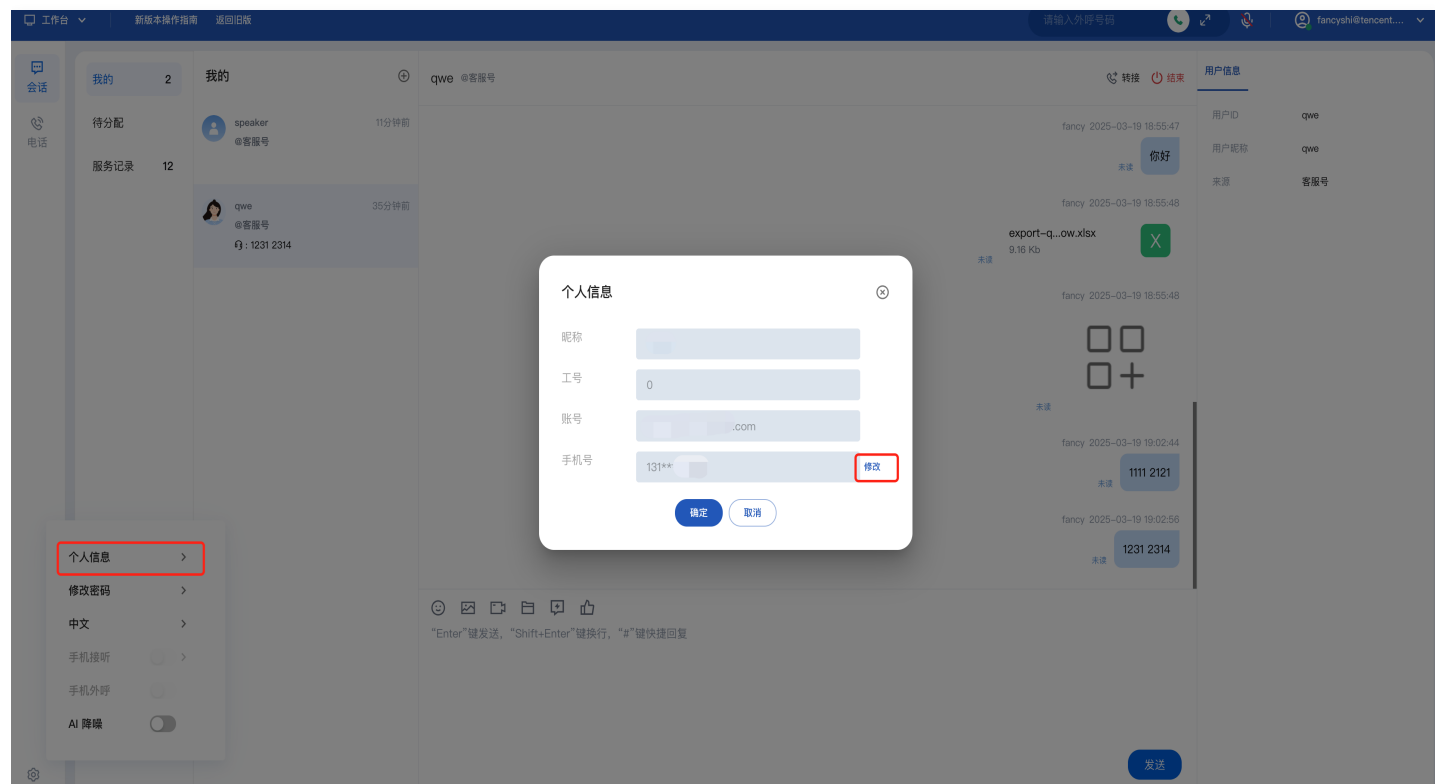 工作台
新版本操作指南
返回旧版
请输入外呼号码
fancyshi@tencent....
会话
电话
我的 2
待分配
服务记录 12
我的
speaker 11分钟前
@客服号
qwe 35分钟前
@客服号
: 1231 2314
qwe @客服号
转接
结束
fancy 2025-03-19 18:55:47
你好
未读
fancy 2025-03-19 18:55:48
export-q...ow.xlsx
9.16 Kb
未读
X
fancy 2025-03-19 18:55:48
未读
fancy 2025-03-19 19:02:44
1111 2121
未读
fancy 2025-03-19 19:02:56
1231 2314
未读
“Enter”键发送，“Shift+Enter”键换行，“#”键快捷回复
发送
用户信息
用户ID qwe
用户昵称 qwe
来源 客服号
个人信息
昵称
工号 0
账号 .com
手机号 131** 修改
确定 取消
个人信息
修改密码
中文
手机接听
手机外呼
AI 降噪